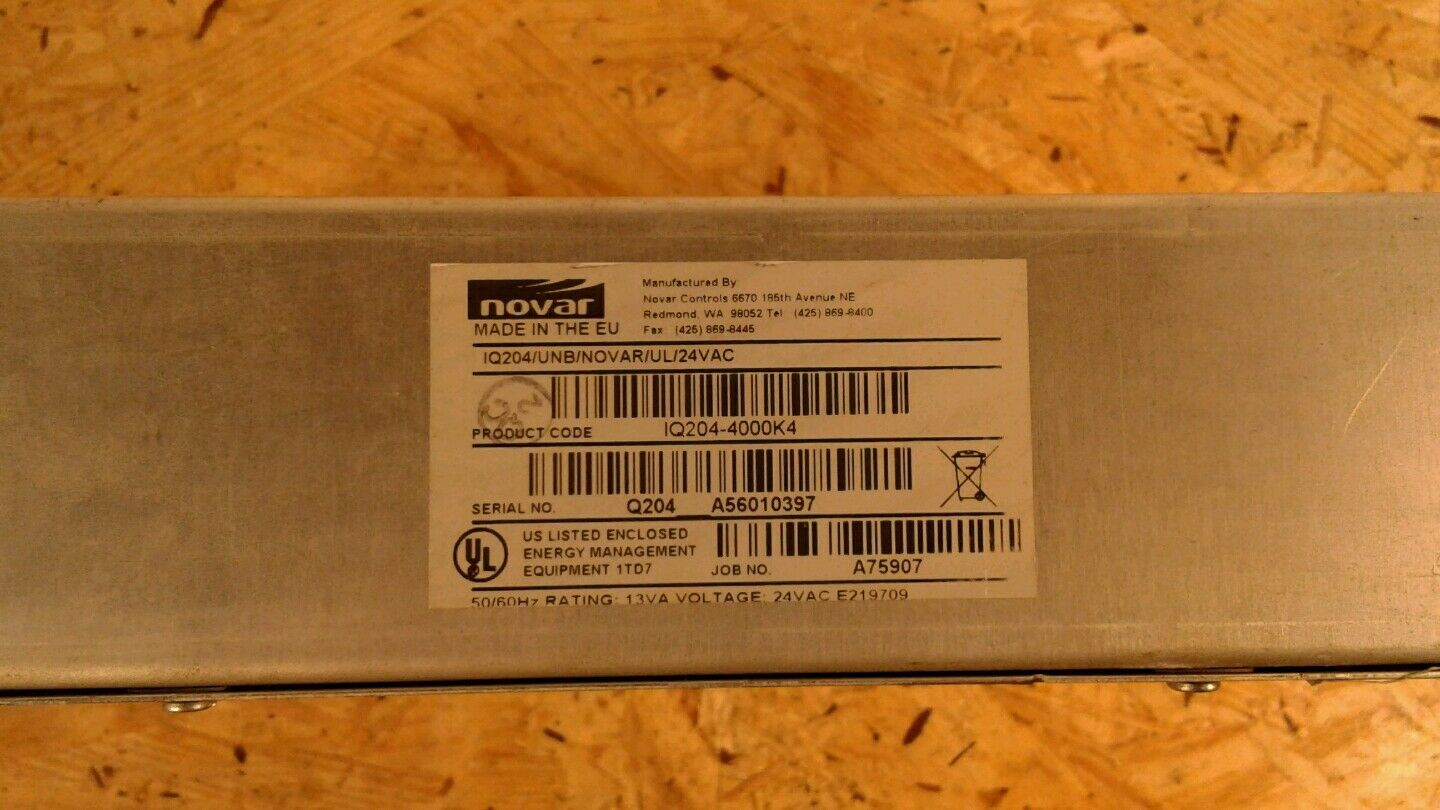 novar
MADE IN THE EU
Manufactured By
Novar Controls 6670 185th Avenue NE
Redmond, WA 98052 Tel (425) 869-8400
Fax (425) 869-8445
IQ204/UNB/NOVAR/UL/24VAC
PRODUCT CODE IQ204-4000K4
SERIAL NO. Q204 A56010397
UL
US LISTED ENCLOSED
ENERGY MANAGEMENT
EQUIPMENT 1TD7
JOB NO. A75907
50/60Hz RATING: 13VA VOLTAGE: 24VAC E219709